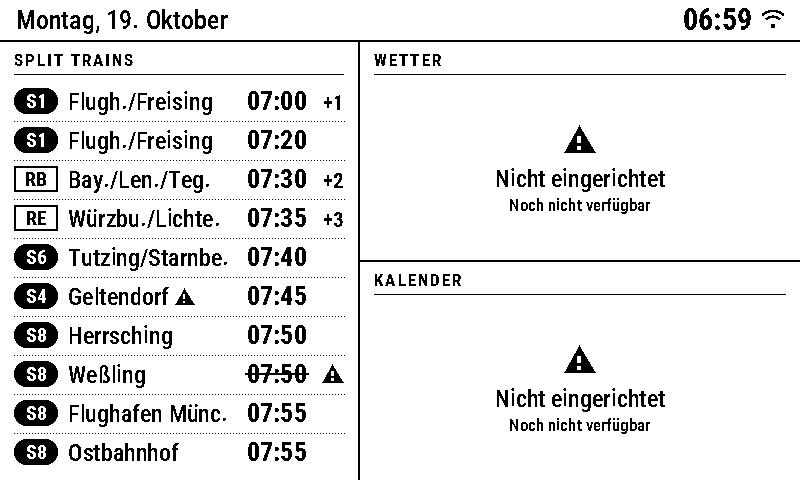 Montag, 19. Oktober
06:59
SPLIT TRAINS
S1 Flugh./Freising 07:00 +1
S1 Flugh./Freising 07:20
RB Bay./Len./Teg. 07:30 +2
RE Würzbu./Lichte. 07:35 +3
S6 Tutzing/Starnbe. 07:40
S4 Geltendorf 07:45
S8 Herrsching 07:50
S8 Weßling 07:50
S8 Flughafen Münc. 07:55
S8 Ostbahnhof 07:55
WETTER
Nicht eingerichtet
Noch nicht verfügbar
KALENDER
Nicht eingerichtet
Noch nicht verfügbar